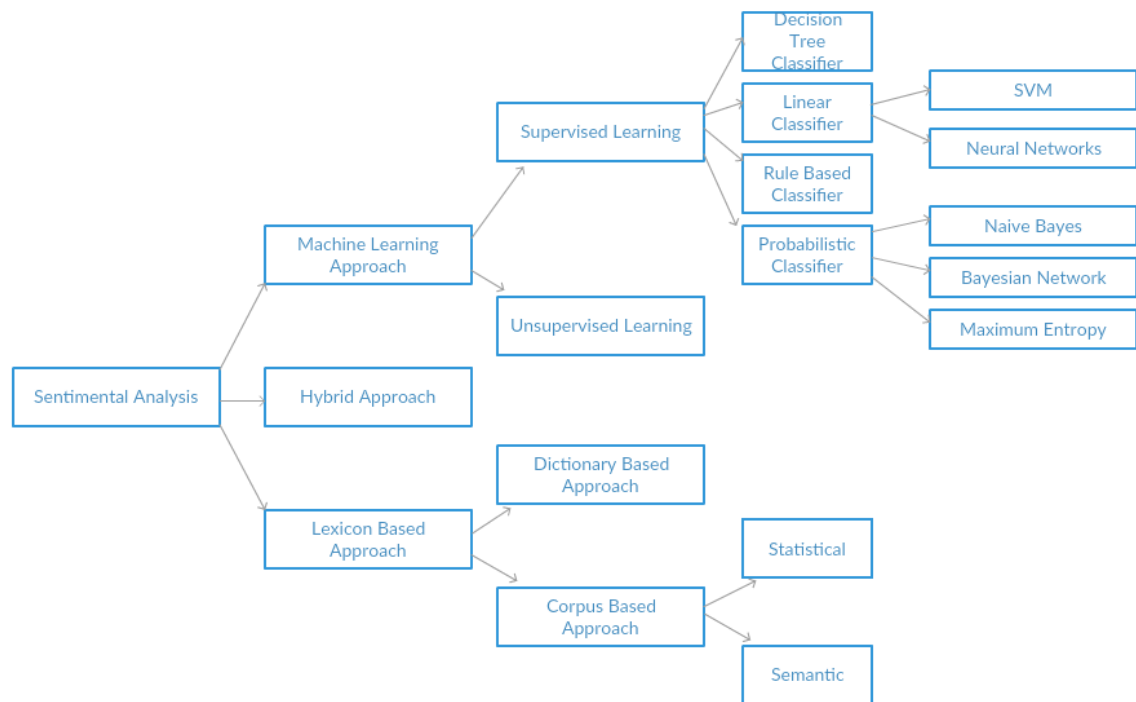 Decision
Tree
Classifier
Linear
Classifier
SVM
Supervised Learning
Neural Networks
Rule Based
Classifier
Machine Learning
Approach
Probabilistic
Classifier
Naive Bayes
Bayesian Network
Unsupervised Learning
Maximum Entropy
Sentimental Analysis
Hybrid Approach
Dictionary Based
Approach
Lexicon Based
Approach
Statistical
Corpus Based
Approach
Semantic